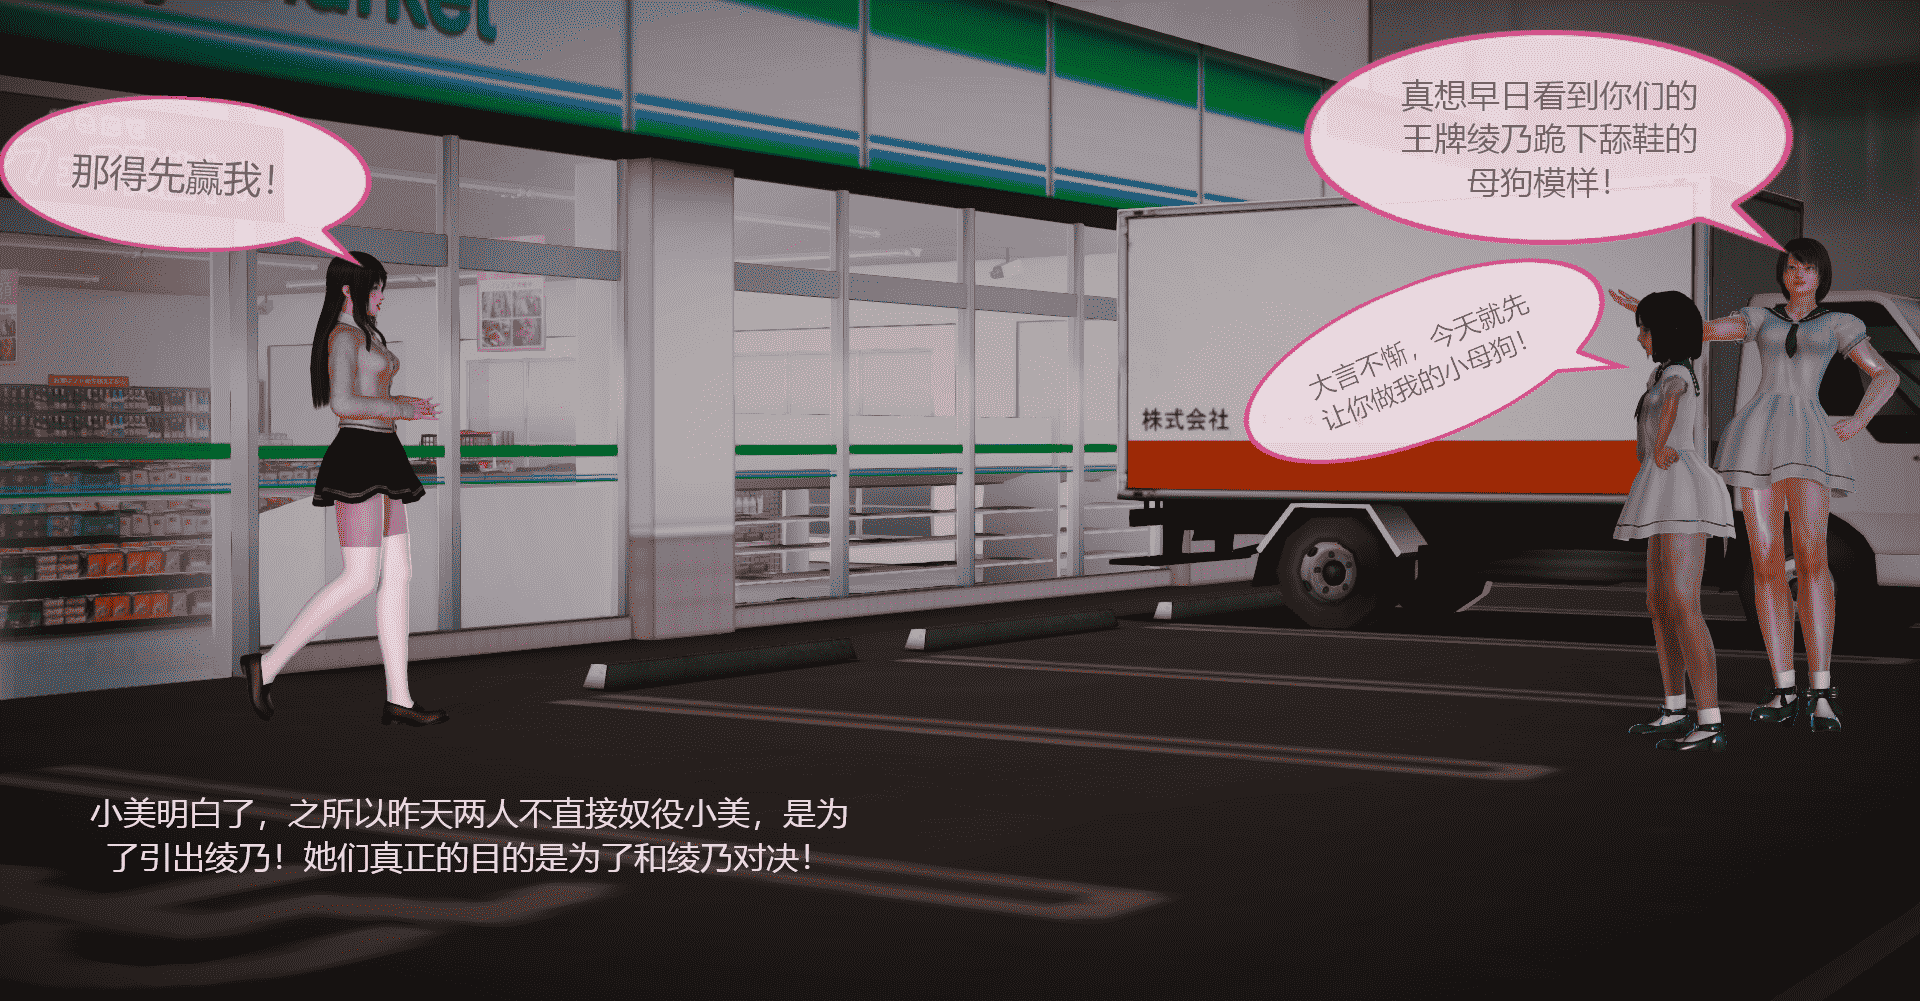 market
真想早日看到你们的
王牌绫乃跪下舔鞋的
母狗模样！
那得先赢我！
大言不惭，今天就先
让你做我的小母狗！
株式会社
小美明白了，之所以昨天两人不直接奴役小美，是为
了引出绫乃！她们真正的目的是为了和绫乃对决！